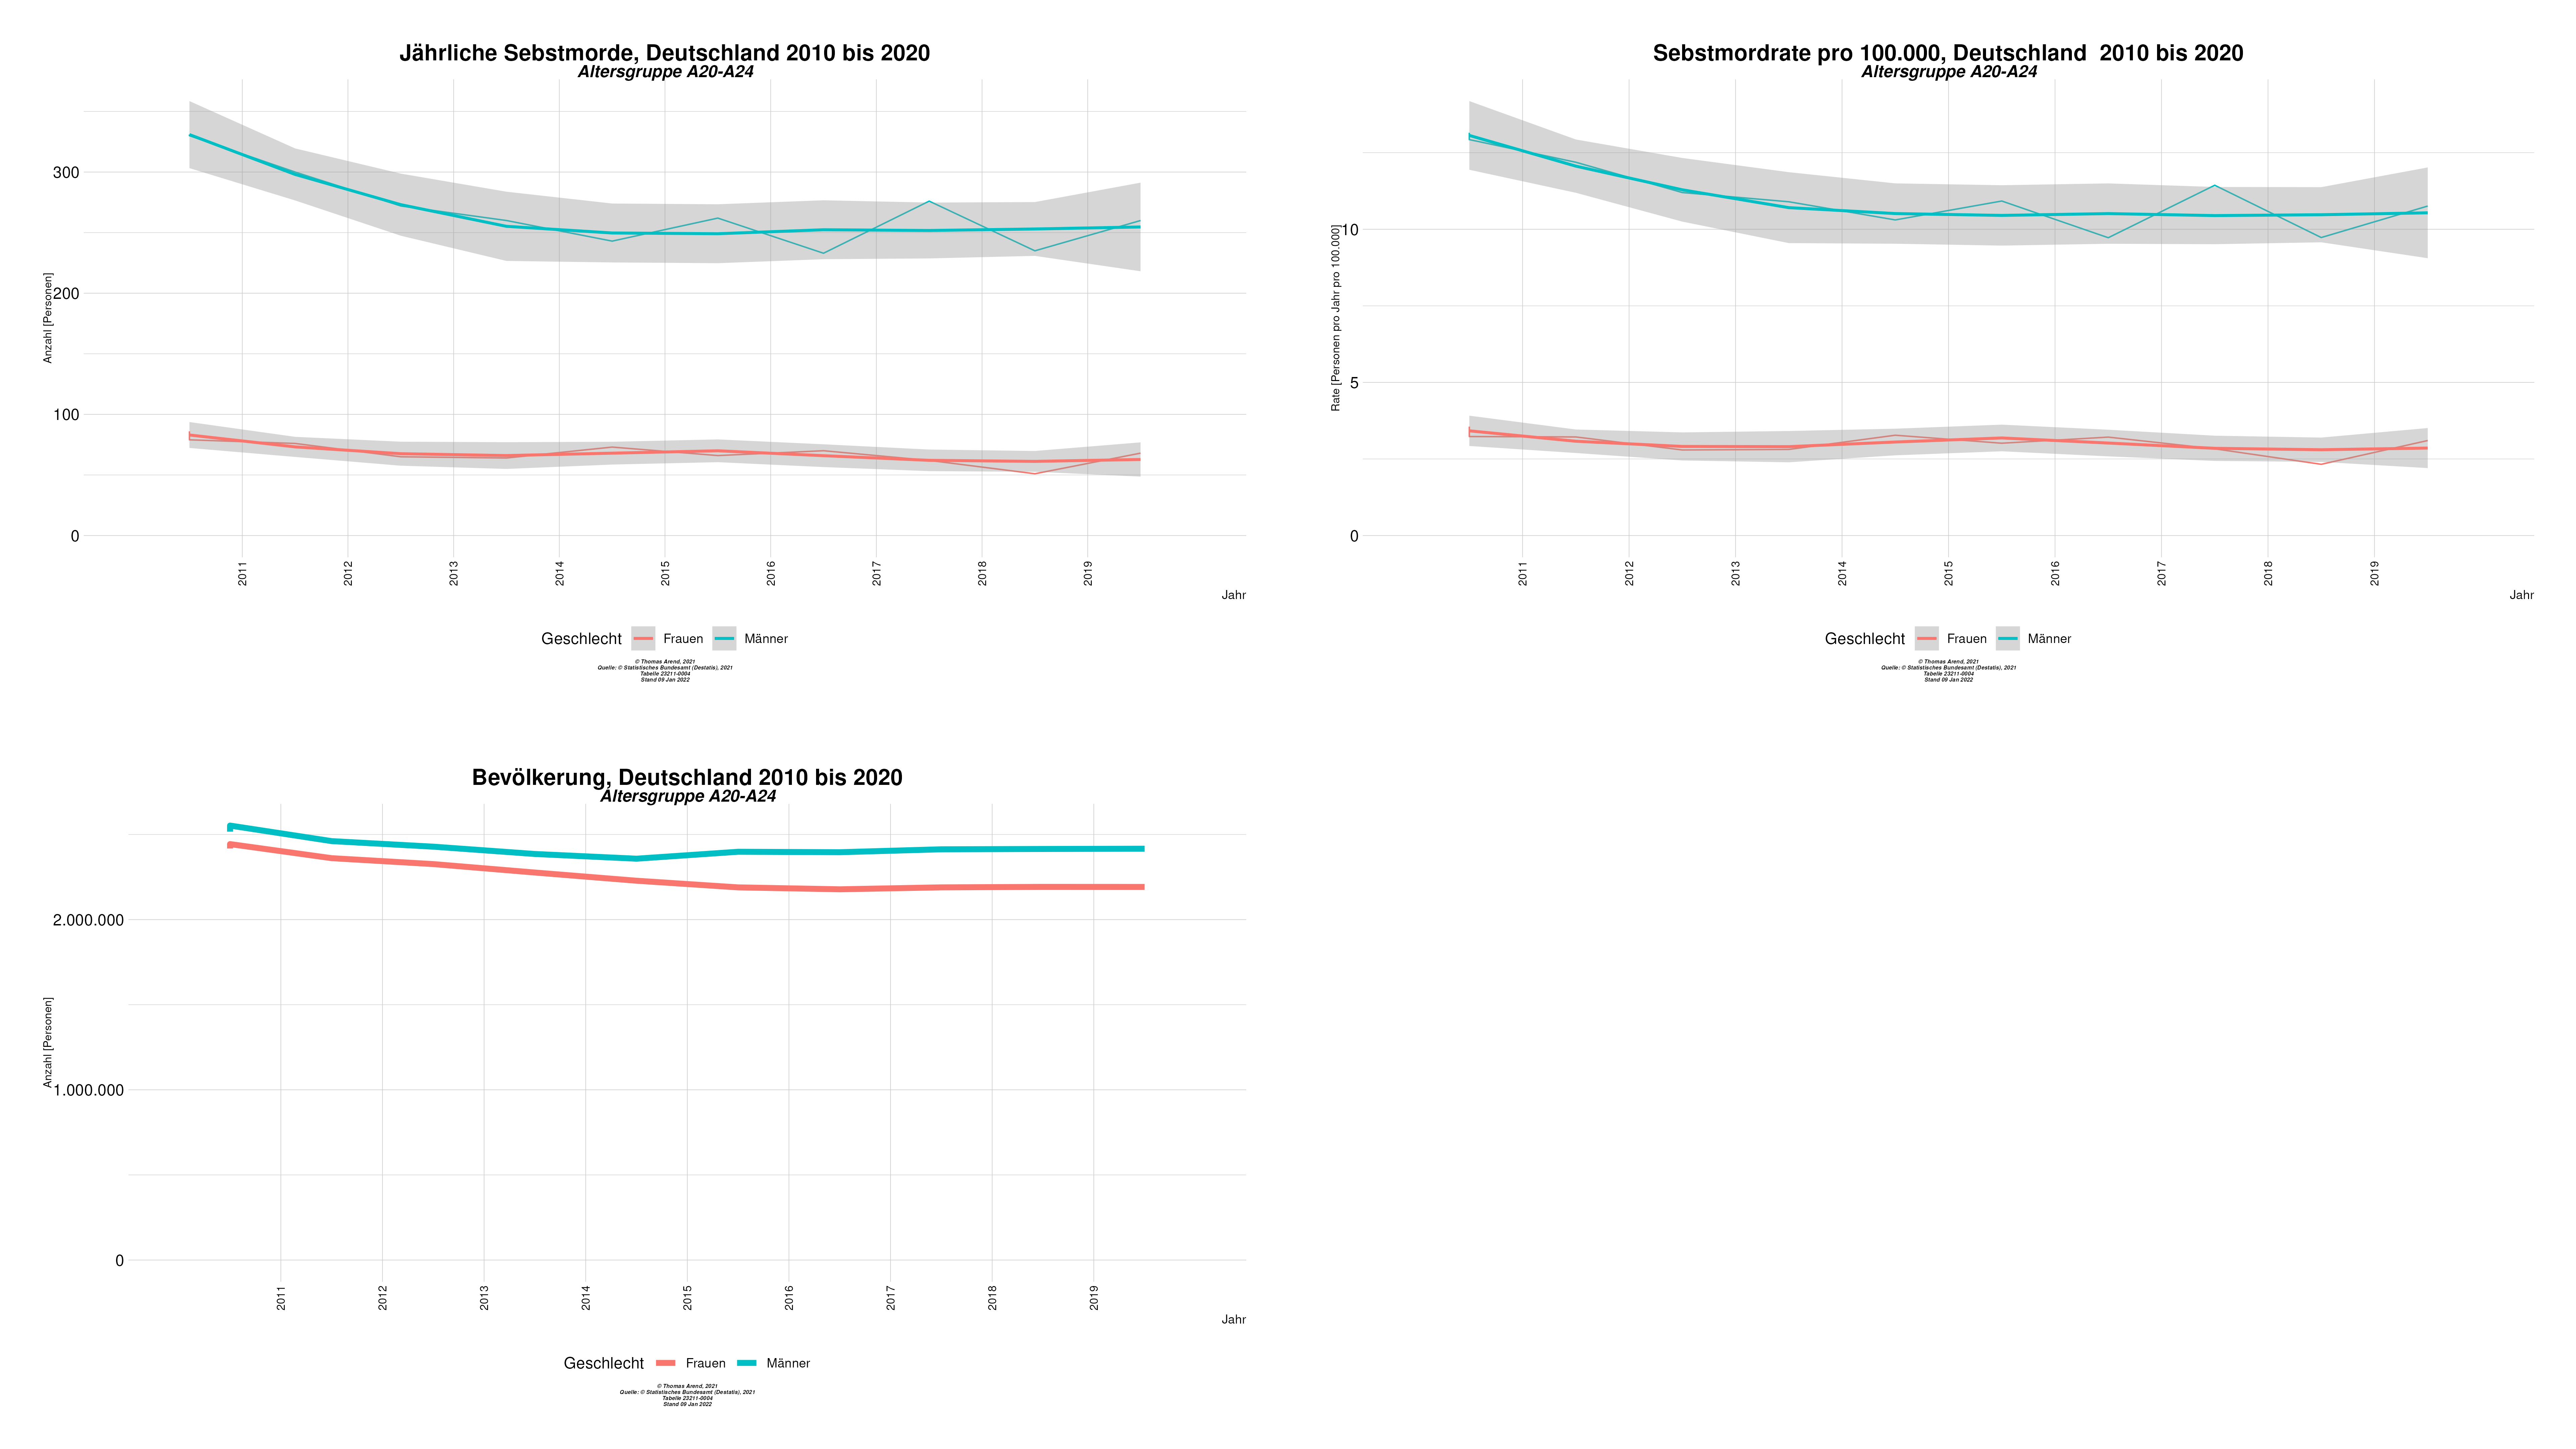 Jährliche Sebstmorde, Deutschland 2010 bis 2020
Altersgruppe A20-A24
Anzahl [Personen]
300
200
100
0
2011
2012
2013
2014
2015
2016
2017
2018
2019
Jahr
Geschlecht Frauen Männer
© Thomas Arend, 2021
Quelle: © Statistisches Bundesamt (Destatis), 2021
Tabelle 23211-0004
Stand 09 Jan 2022
Sebstmordrate pro 100.000, Deutschland  2010 bis 2020
Altersgruppe A20-A24
Rate [Personen pro Jahr pro 100.000]
10
5
0
2011
2012
2013
2014
2015
2016
2017
2018
2019
Jahr
Geschlecht Frauen Männer
© Thomas Arend, 2021
Quelle: © Statistisches Bundesamt (Destatis), 2021
Tabelle 23211-0004
Stand 09 Jan 2022
Bevölkerung, Deutschland 2010 bis 2020
Altersgruppe A20-A24
Anzahl [Personen]
2.000.000
1.000.000
0
2011
2012
2013
2014
2015
2016
2017
2018
2019
Jahr
Geschlecht Frauen Männer
© Thomas Arend, 2021
Quelle: © Statistisches Bundesamt (Destatis), 2021
Tabelle 23211-0004
Stand 09 Jan 2022